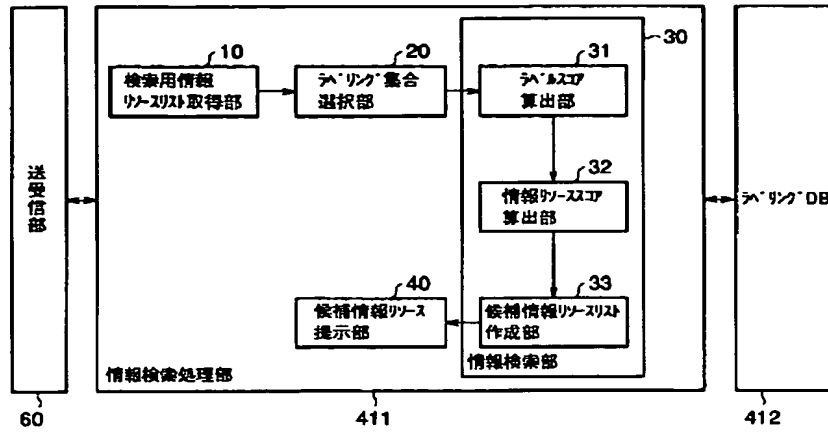 30
10
検索用情報
リソースリスト取得部
20
ラベリング集合
選択部
31
ラベルスコア
算出部
送受信部
32
情報リソーススコア
算出部
ラベリングDB
40
候補情報リソース
提示部
33
候補情報リソースリスト
作成部
情報検索部
情報検索処理部
60
411
412